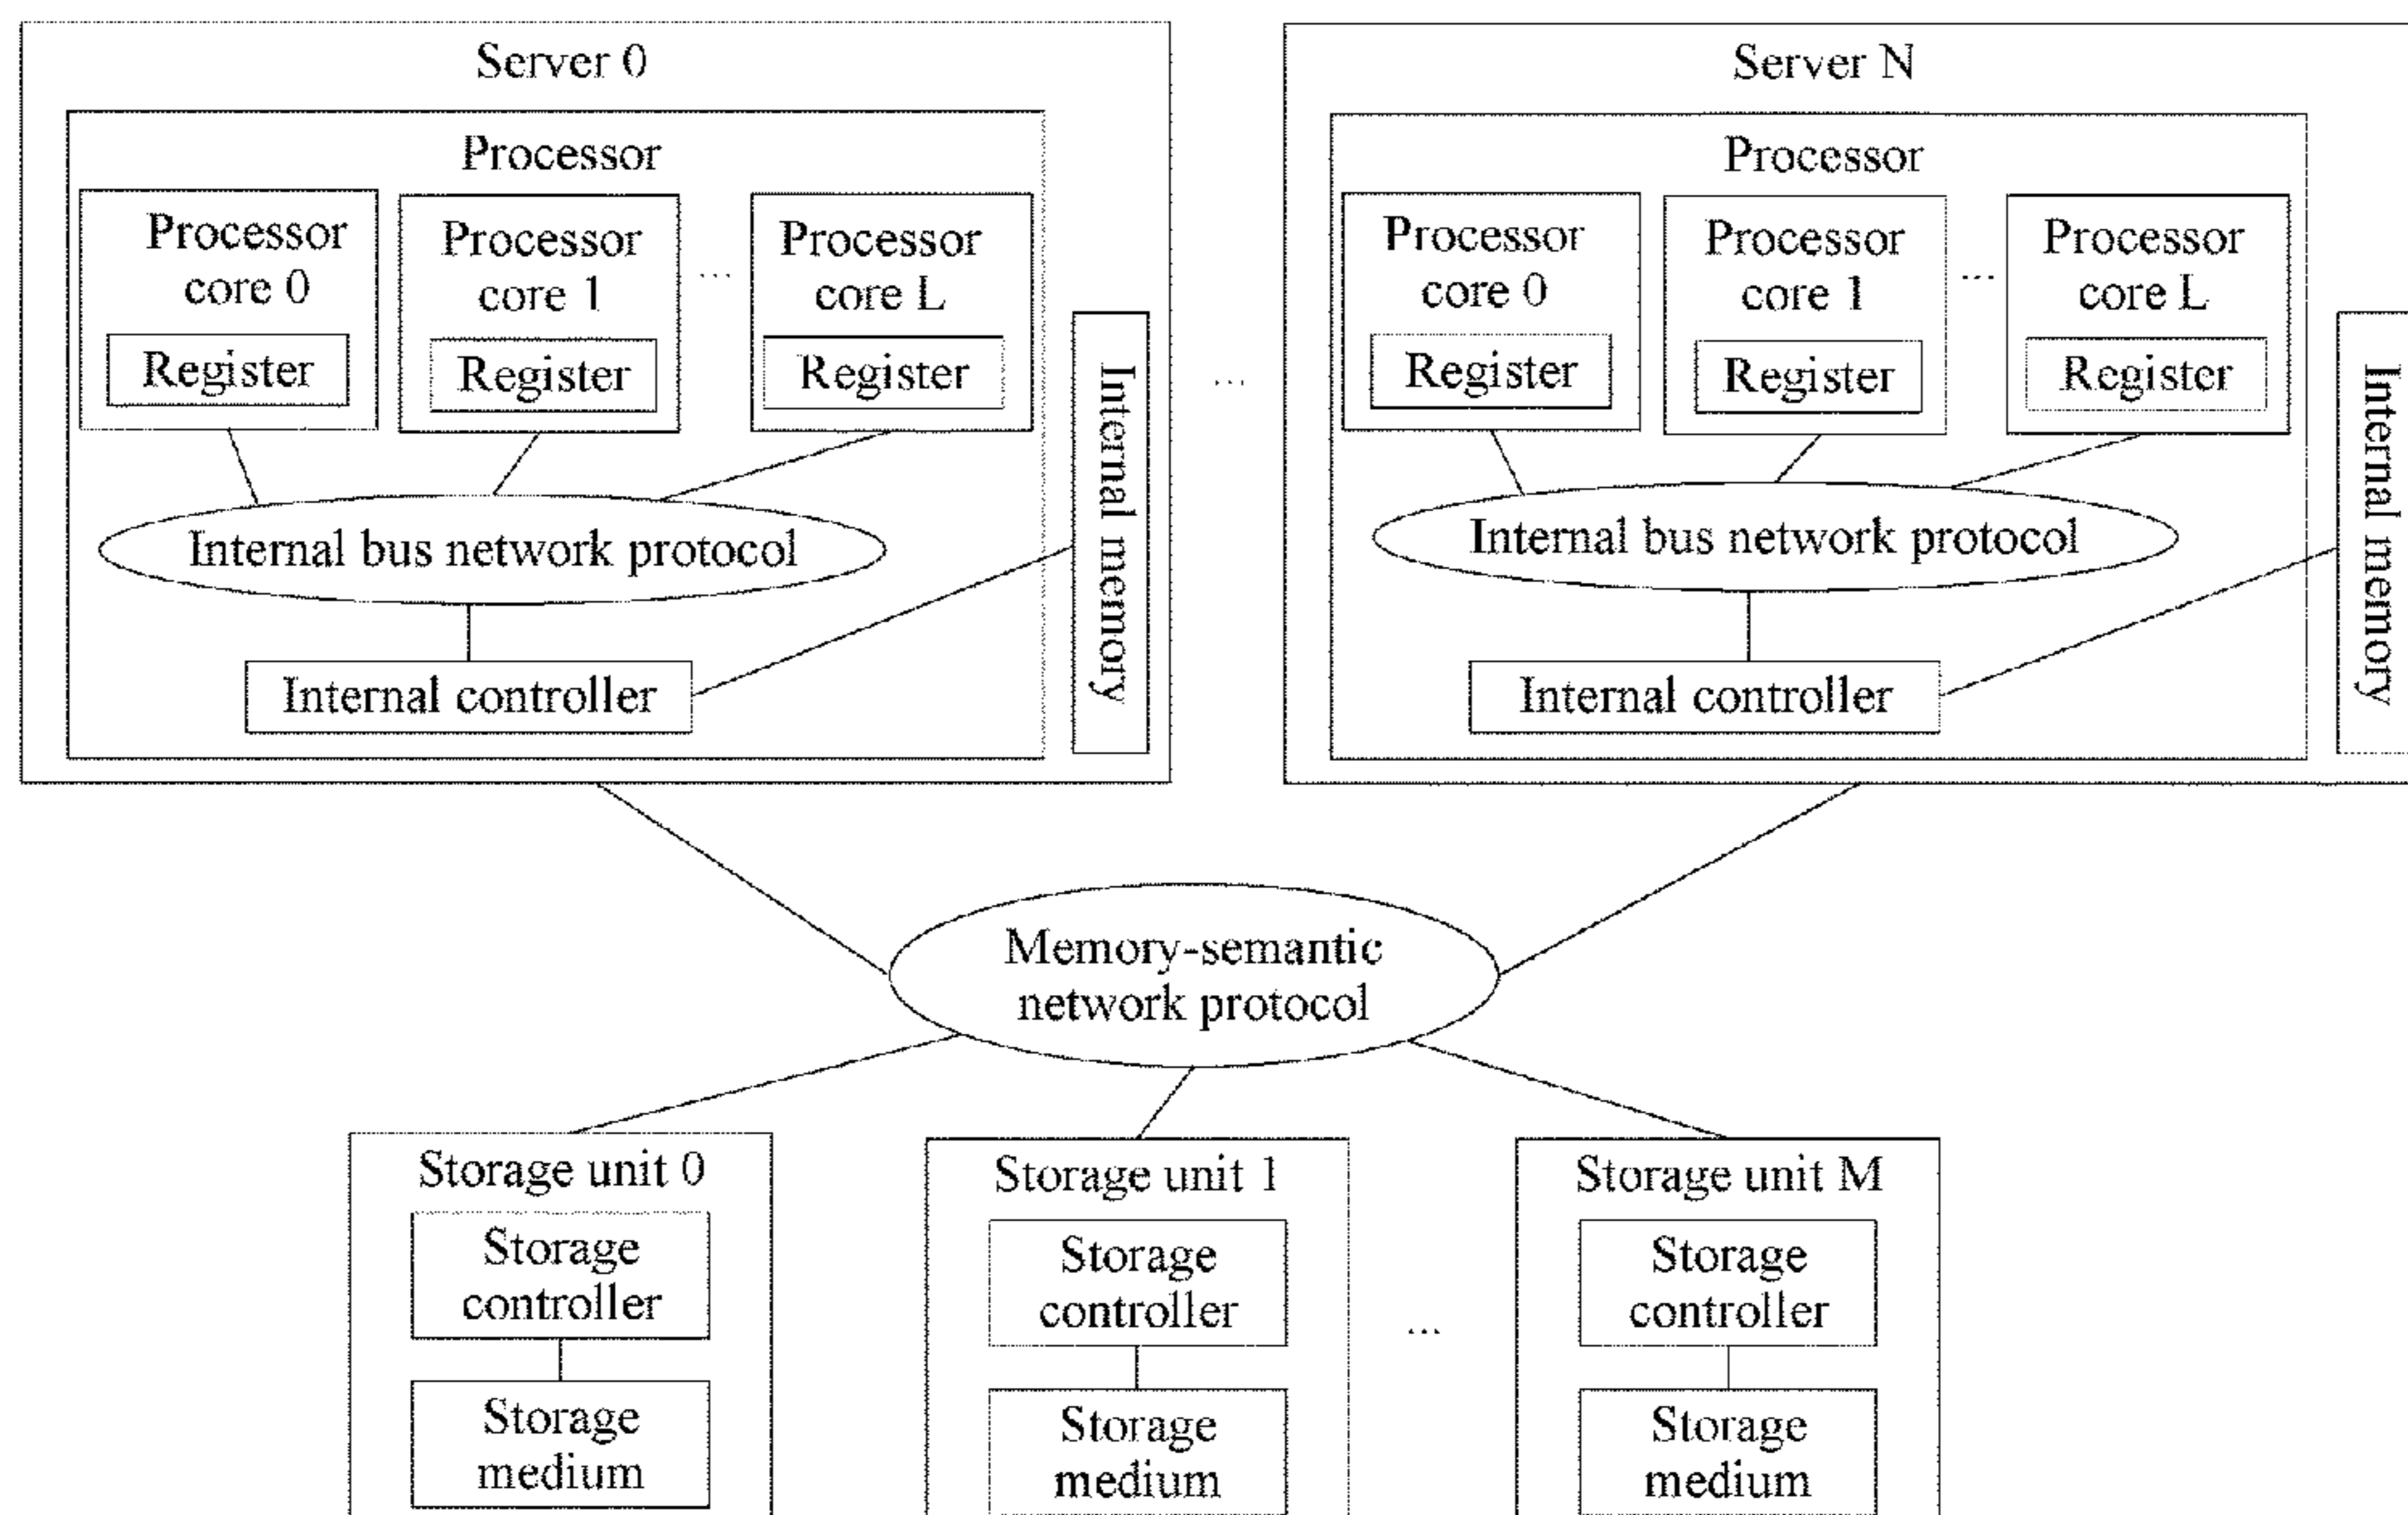 Server 0
Processor
Processor
core 0
Register
Processor
core 1
Register
...
Processor
core L
Register
Internal bus network protocol
Internal controller
Internal memory
...
Server N
Processor
Processor
core 0
Register
Processor
core 1
Register
...
Processor
core L
Register
Internal bus network protocol
Internal controller
Internal memory
Memory-semantic
network protocol
Storage unit 0
Storage
controller
Storage
medium
Storage unit 1
Storage
controller
Storage
medium
...
Storage unit M
Storage
controller
Storage
medium